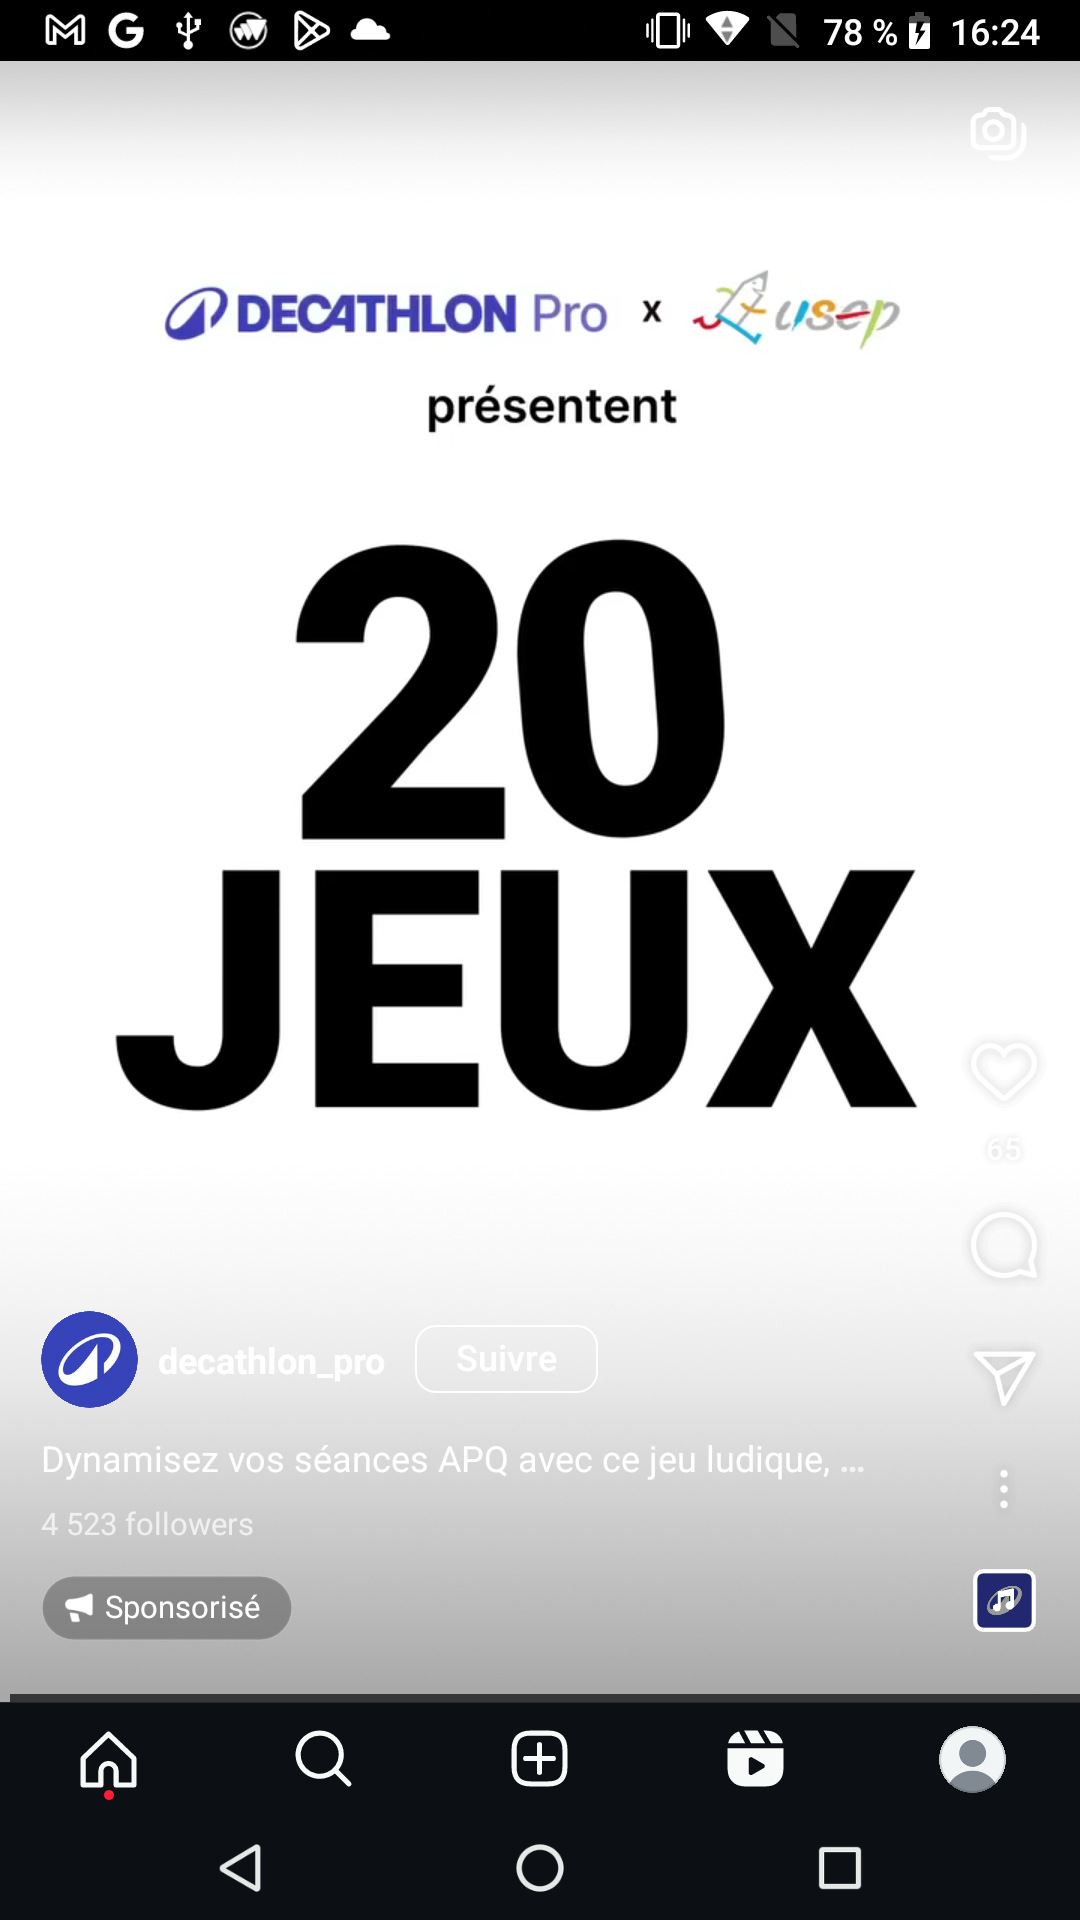 78 % 16:24
DECATHLON Pro x usep
présentent
20
JEUX
65
decathlon_pro Suivre
Dynamisez vos séances APQ avec ce jeu ludique, ...
4 523 followers
Sponsorisé